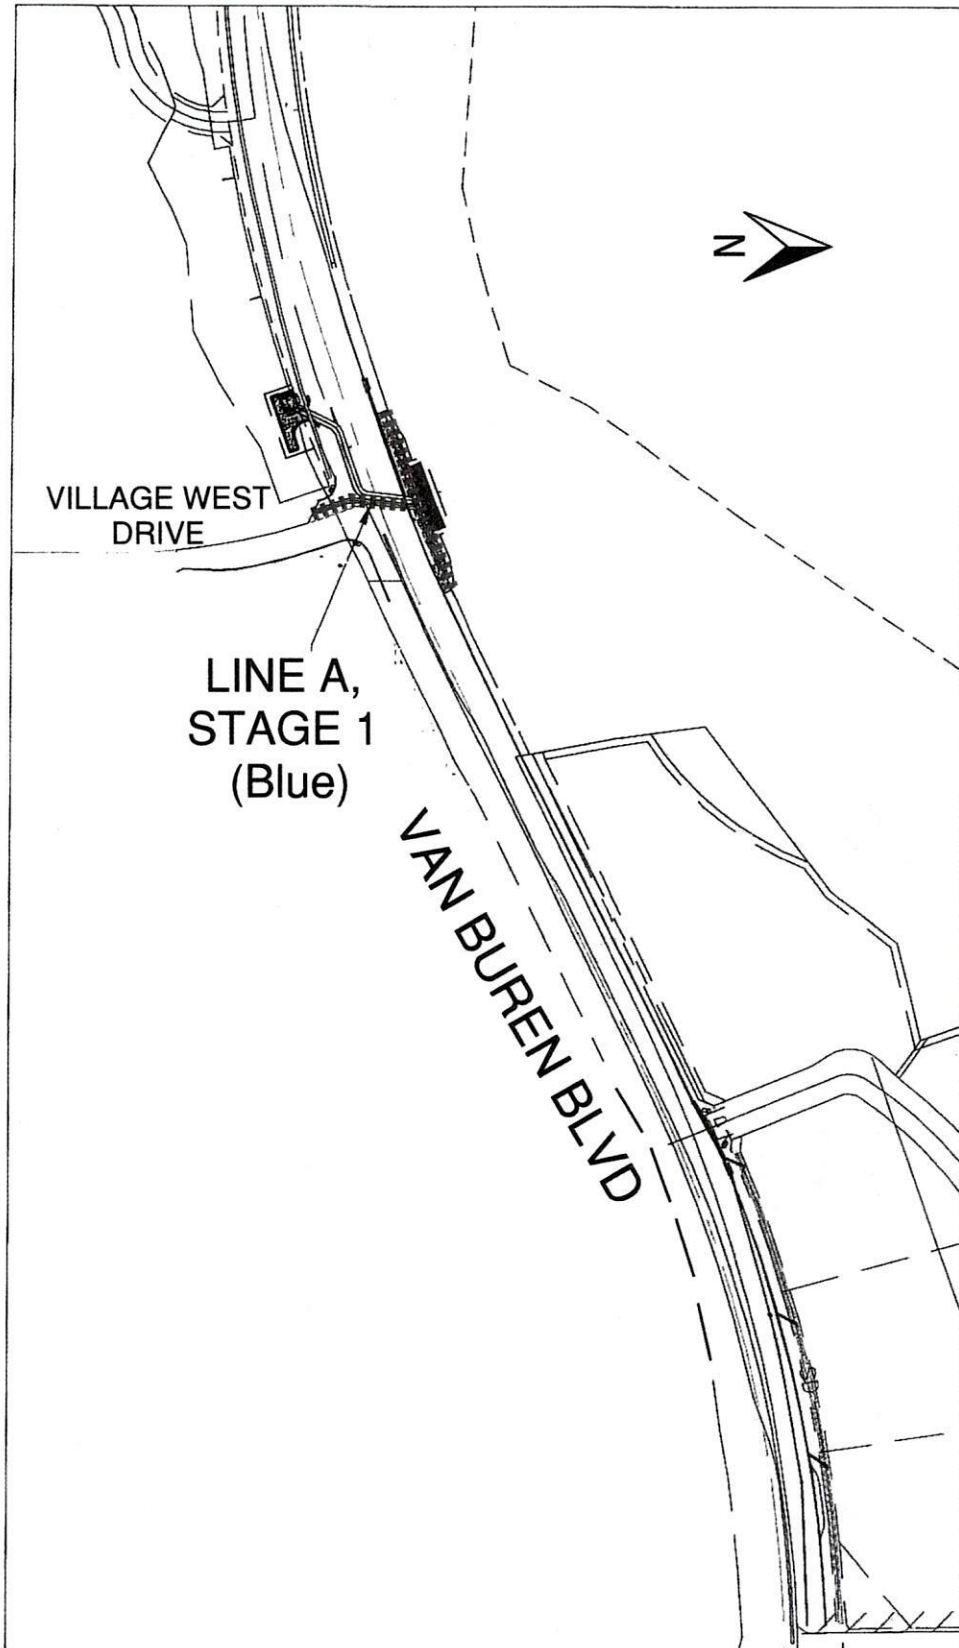 N
VILLAGE WEST
DRIVE
LINE A,
STAGE 1
(Blue)
VAN BUREN BLVD